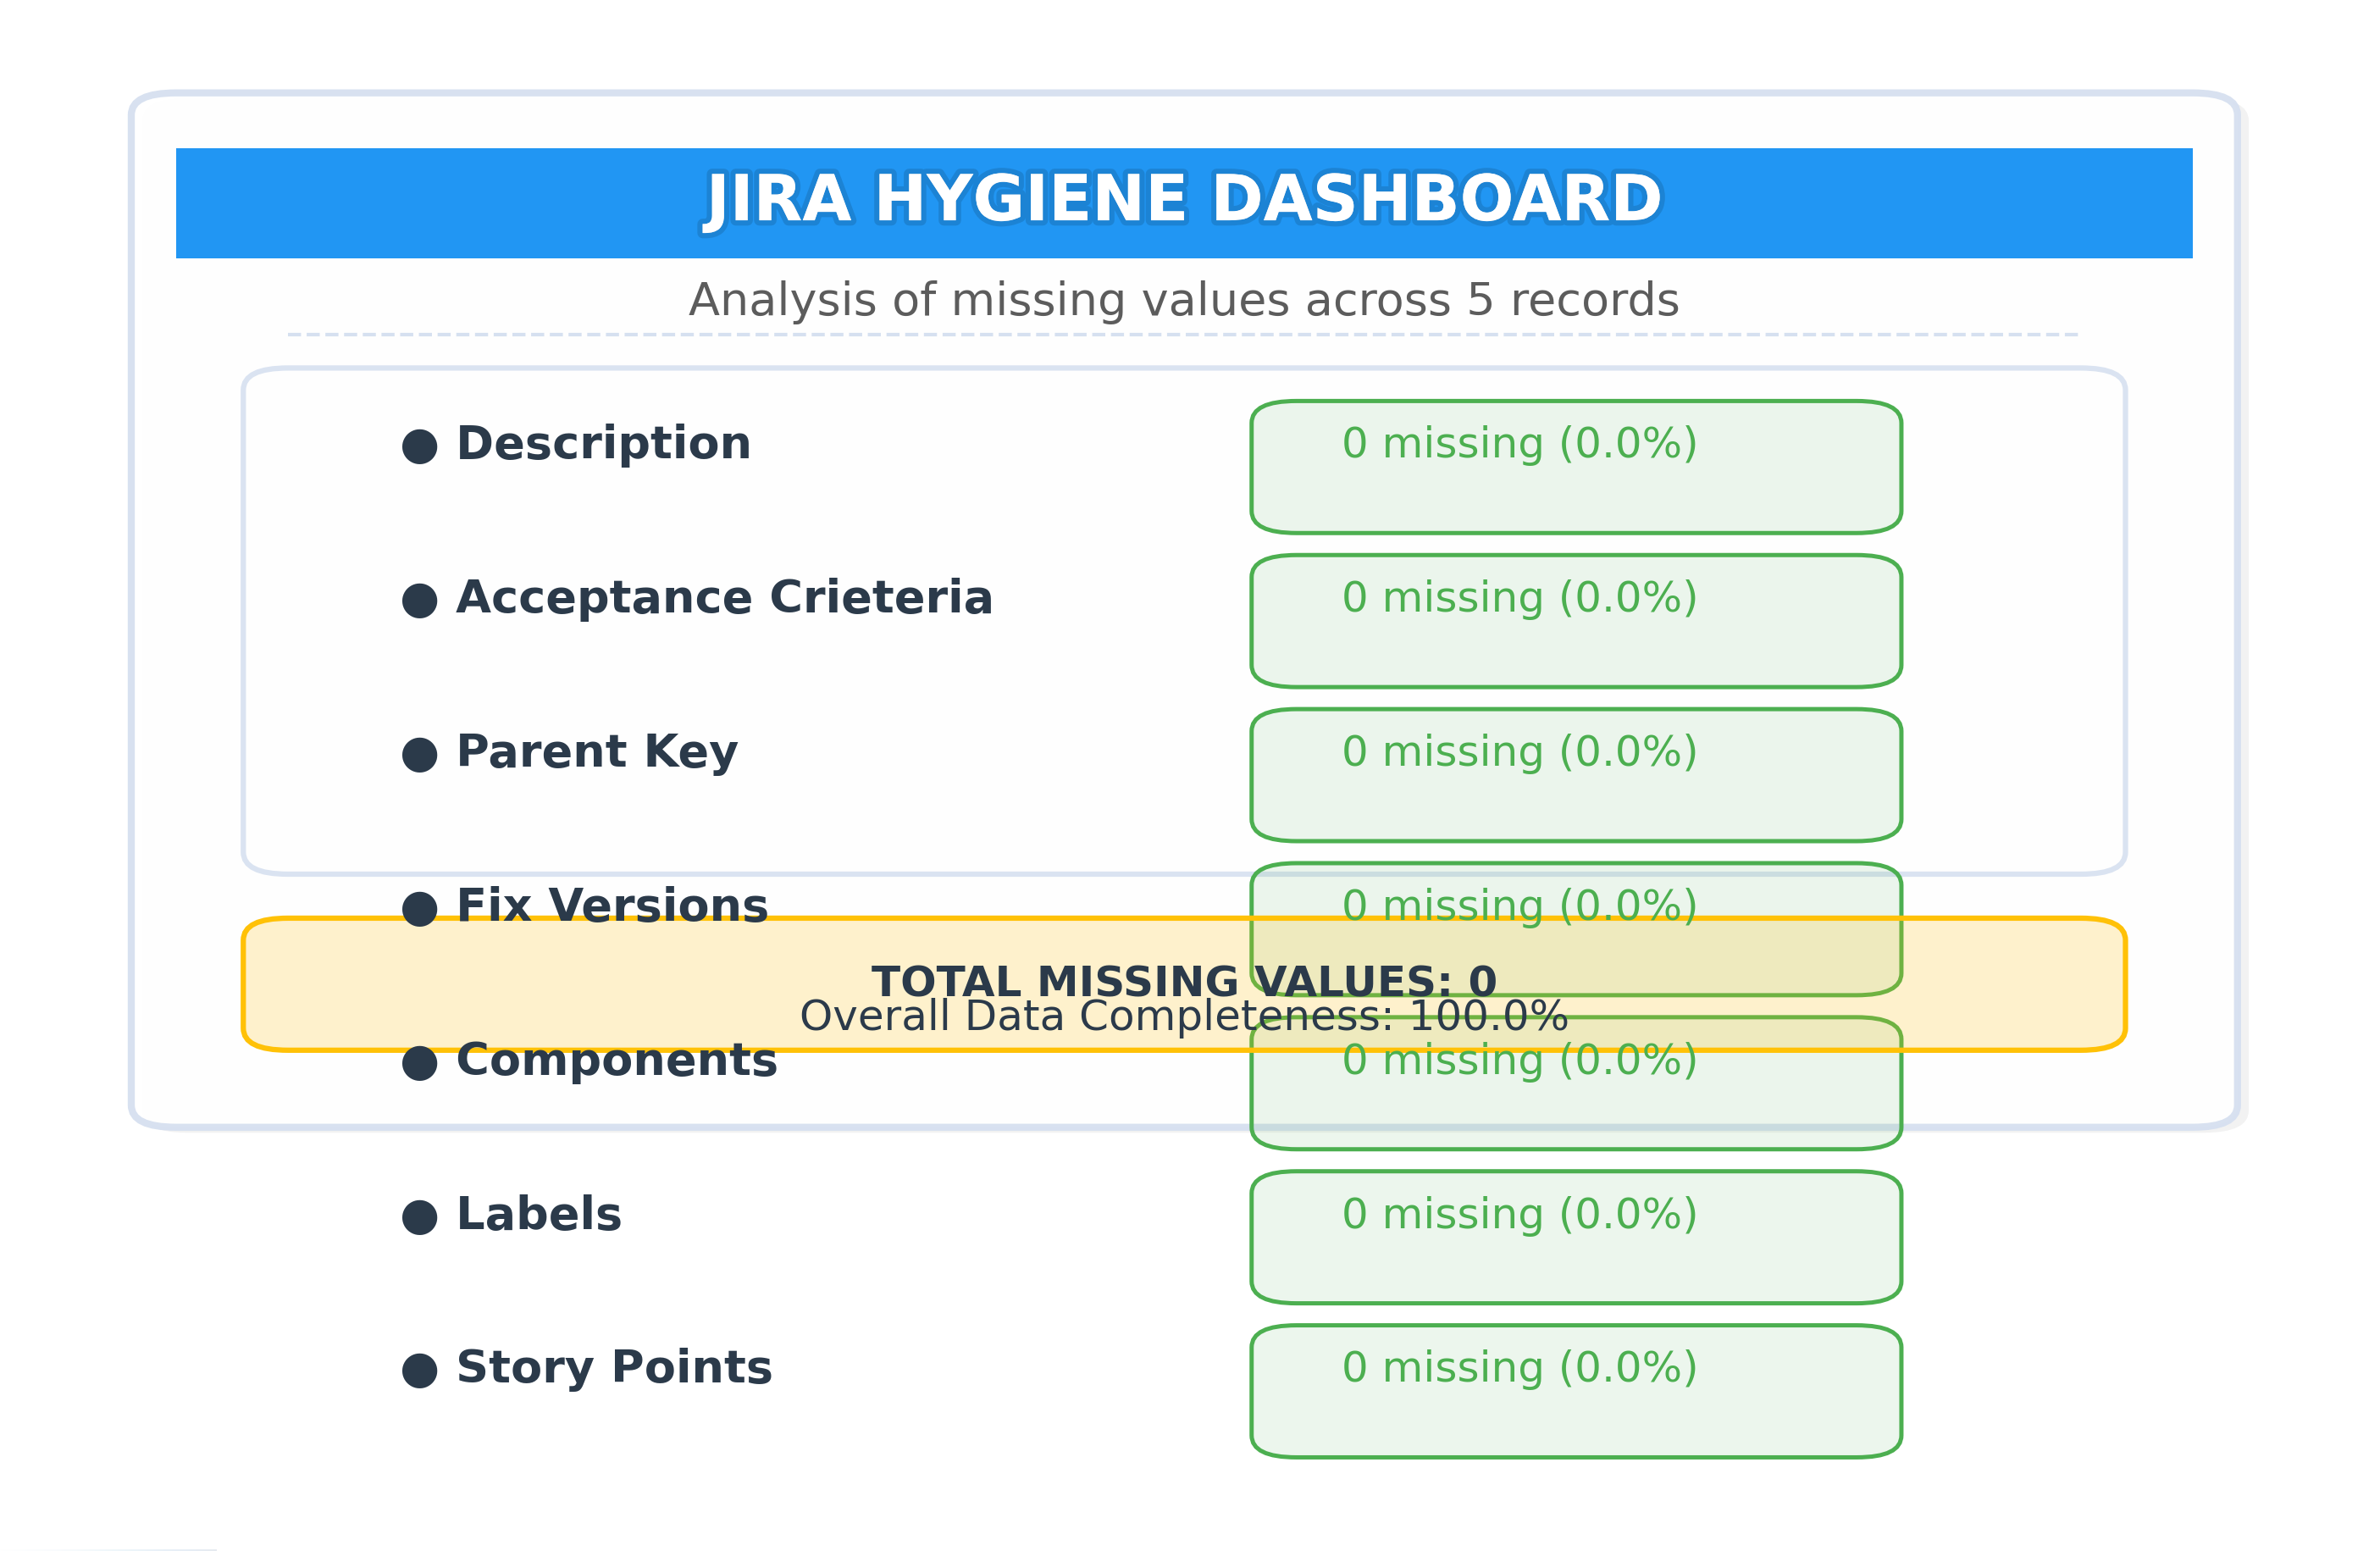 JIRA HYGIENE DASHBOARD
Analysis of missing values across 5 records
● Description 0 missing (0.0%)
● Acceptance Crieteria 0 missing (0.0%)
● Parent Key 0 missing (0.0%)
● Fix Versions 0 missing (0.0%)
TOTAL MISSING VALUES: 0
Overall Data Completeness: 100.0%
● Components 0 missing (0.0%)
● Labels 0 missing (0.0%)
● Story Points 0 missing (0.0%)